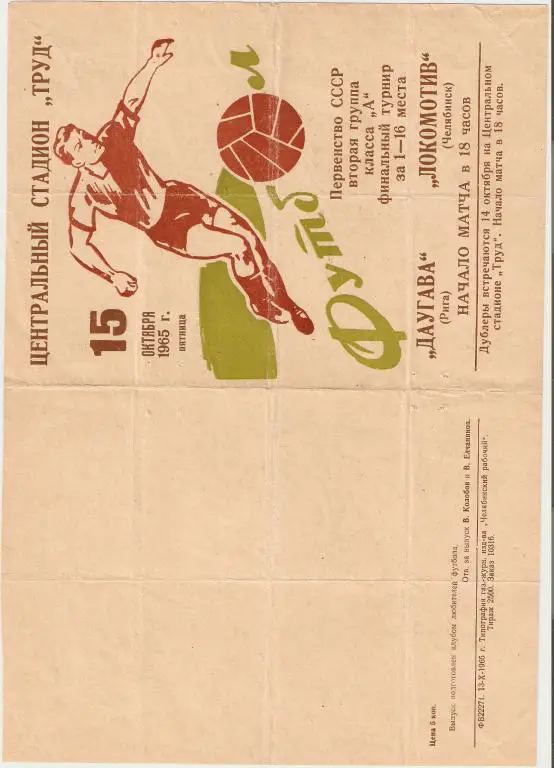 ЦЕНТРАЛЬНЫЙ СТАДИОН „ТРУД“
15
ОКТЯБРЯ
1965 г.
пятница
Футбол
Первенство СССР
вторая группа
класса „А“
финальный турнир
за 1—16 места
„ДАУГАВА“ „ЛОКОМОТИВ“
(Рига) (Челябинск)
НАЧАЛО МАТЧА в 18 часов
Дублеры встречаются 14 октября на Центральном
стадионе „Труд“. Начало матча в 18 часов.
Цена 5 коп.
Выпуск подготовлен клубом любителей футбола.
Отв. за выпуск В. Колобов и В. Елчанинов.
ФВ22271. 13-X-1965 г. Типография газ.-журн. изд-ва „Челябинский рабочий“.
Тираж 2500. Заказ 10316.